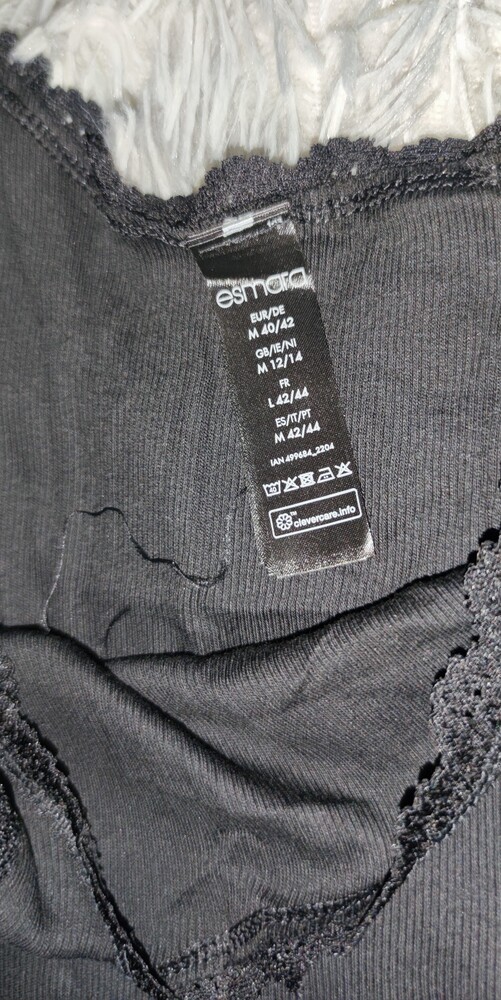 esmara
EUR/DE
M 40/42
GB/IE/NI
M 12/14
FR
L 42/44
ES/IT/PT
M 42/44
IAN 499684_2204
40
clevercare.info